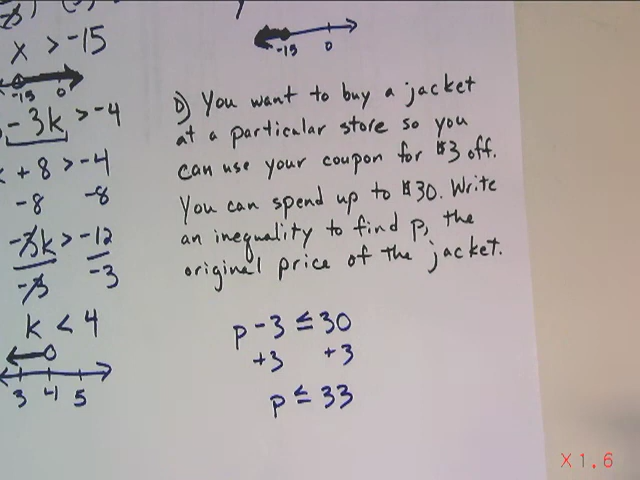 x > -15
-15 0
-3k > -4
+ 8 > -4
-8 -8
-3k > -12
-3 -3
k < 4
3 4 5
-15 0
D) You want to buy a jacket
at a particular store so you
can use your coupon for $3 off.
You can spend up to $30. Write
an inequality to find p, the
original price of the jacket.
p - 3 ≤ 30
+3 +3
p ≤ 33
X1.6